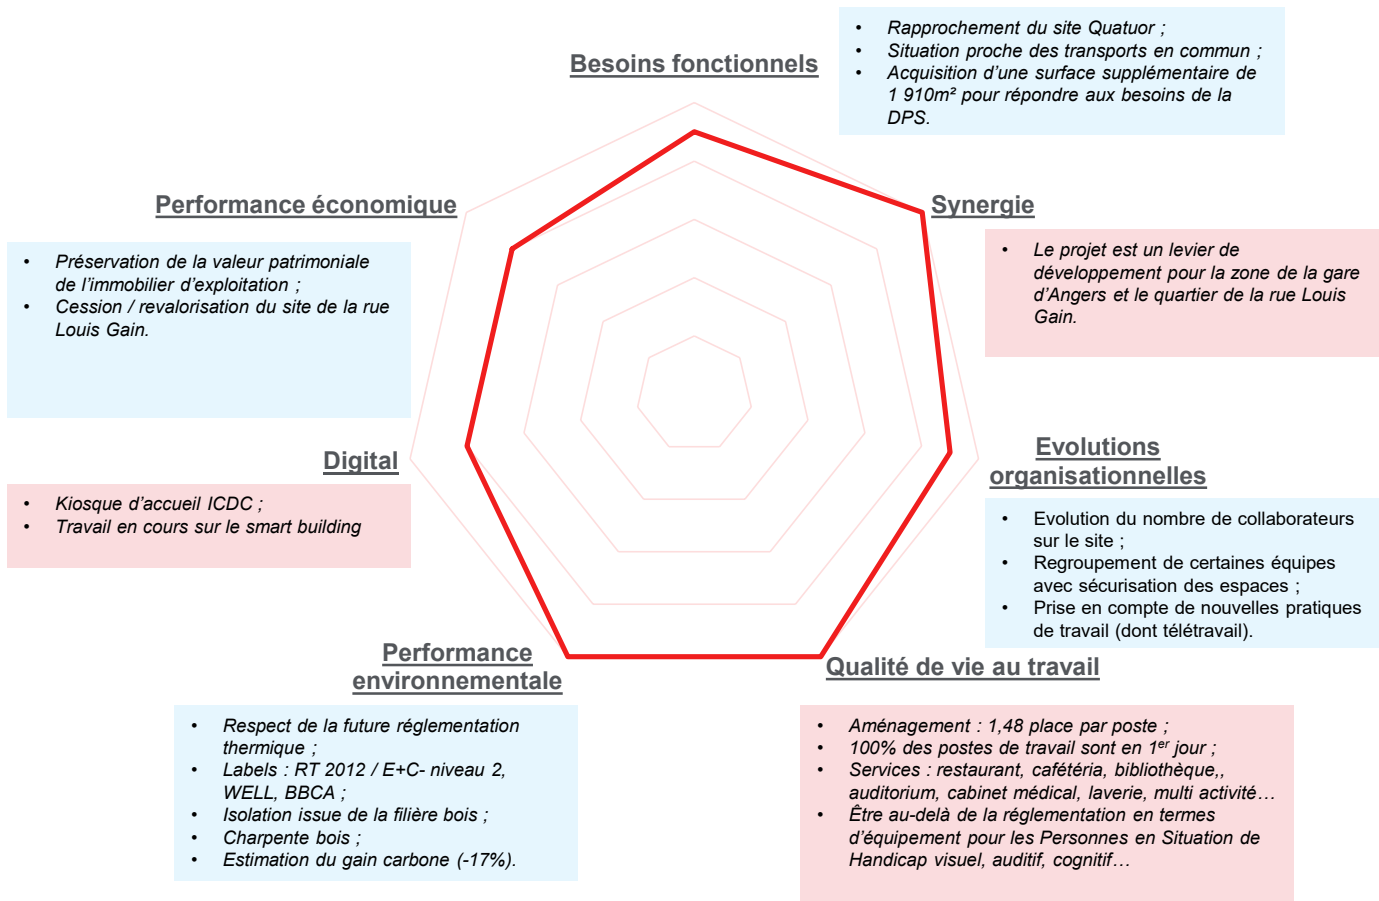 Besoins fonctionnels
• Rapprochement du site Quatuor ;
• Situation proche des transports en commun ;
• Acquisition d'une surface supplémentaire de
1 910m² pour répondre aux besoins de la
DPS.
Synergie
• Le projet est un levier de
développement pour la zone de la gare
d'Angers et le quartier de la rue Louis
Gain.
Evolutions
organisationnelles
• Evolution du nombre de collaborateurs
sur le site ;
• Regroupement de certaines équipes
avec sécurisation des espaces ;
• Prise en compte de nouvelles pratiques
de travail (dont télétravail).
Qualité de vie au travail
• Aménagement : 1,48 place par poste ;
• 100% des postes de travail sont en 1er jour ;
• Services : restaurant, cafétéria, bibliothèque,,
auditorium, cabinet médical, laverie, multi activité…
• Être au-delà de la réglementation en termes
d'équipement pour les Personnes en Situation de
Handicap visuel, auditif, cognitif…
Performance
environnementale
• Respect de la future réglementation
thermique ;
• Labels : RT 2012 / E+C- niveau 2,
WELL, BBCA ;
• Isolation issue de la filière bois ;
• Charpente bois ;
• Estimation du gain carbone (-17%).
Digital
• Kiosque d'accueil ICDC ;
• Travail en cours sur le smart building
Performance économique
• Préservation de la valeur patrimoniale
de l'immobilier d'exploitation ;
• Cession / revalorisation du site de la rue
Louis Gain.